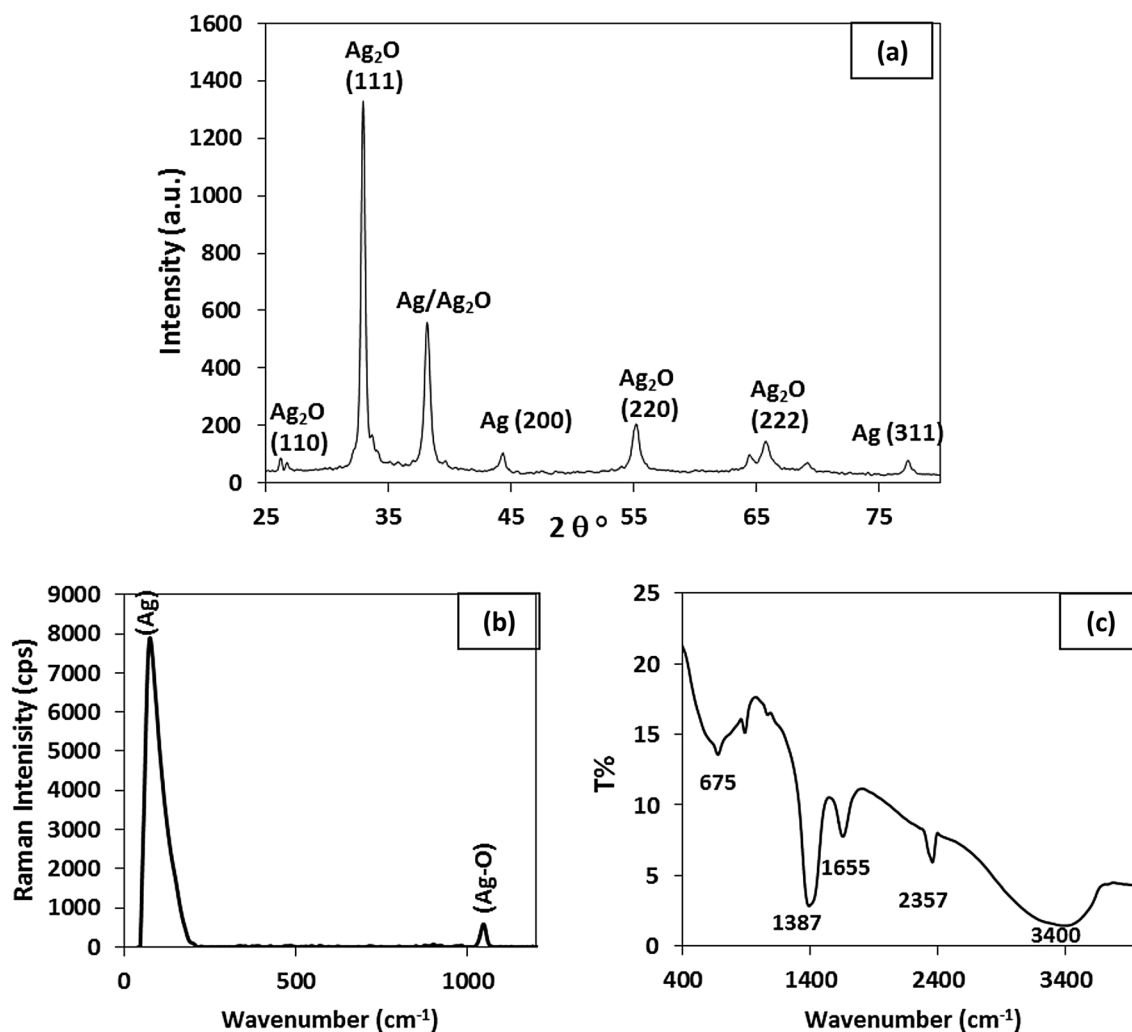 (a)
Intensity (a.u.)
1600
1400
1200
1000
800
600
400
200
0
Ag₂O
(110)
Ag₂O
(111)
Ag/Ag₂O
Ag (200)
Ag₂O
(220)
Ag₂O
(222)
Ag (311)
25 35 45 55 65 75
2 θ °
(b)
Raman Intenisity (cps)
9000
8000
7000
6000
5000
4000
3000
2000
1000
0
(Ag)
(Ag-O)
0 500 1000
Wavenumber (cm⁻¹)
(c)
T%
25
20
15
10
5
0
675
1387
1655
2357
3400
400 1400 2400 3400
Wavenumber (cm⁻¹)